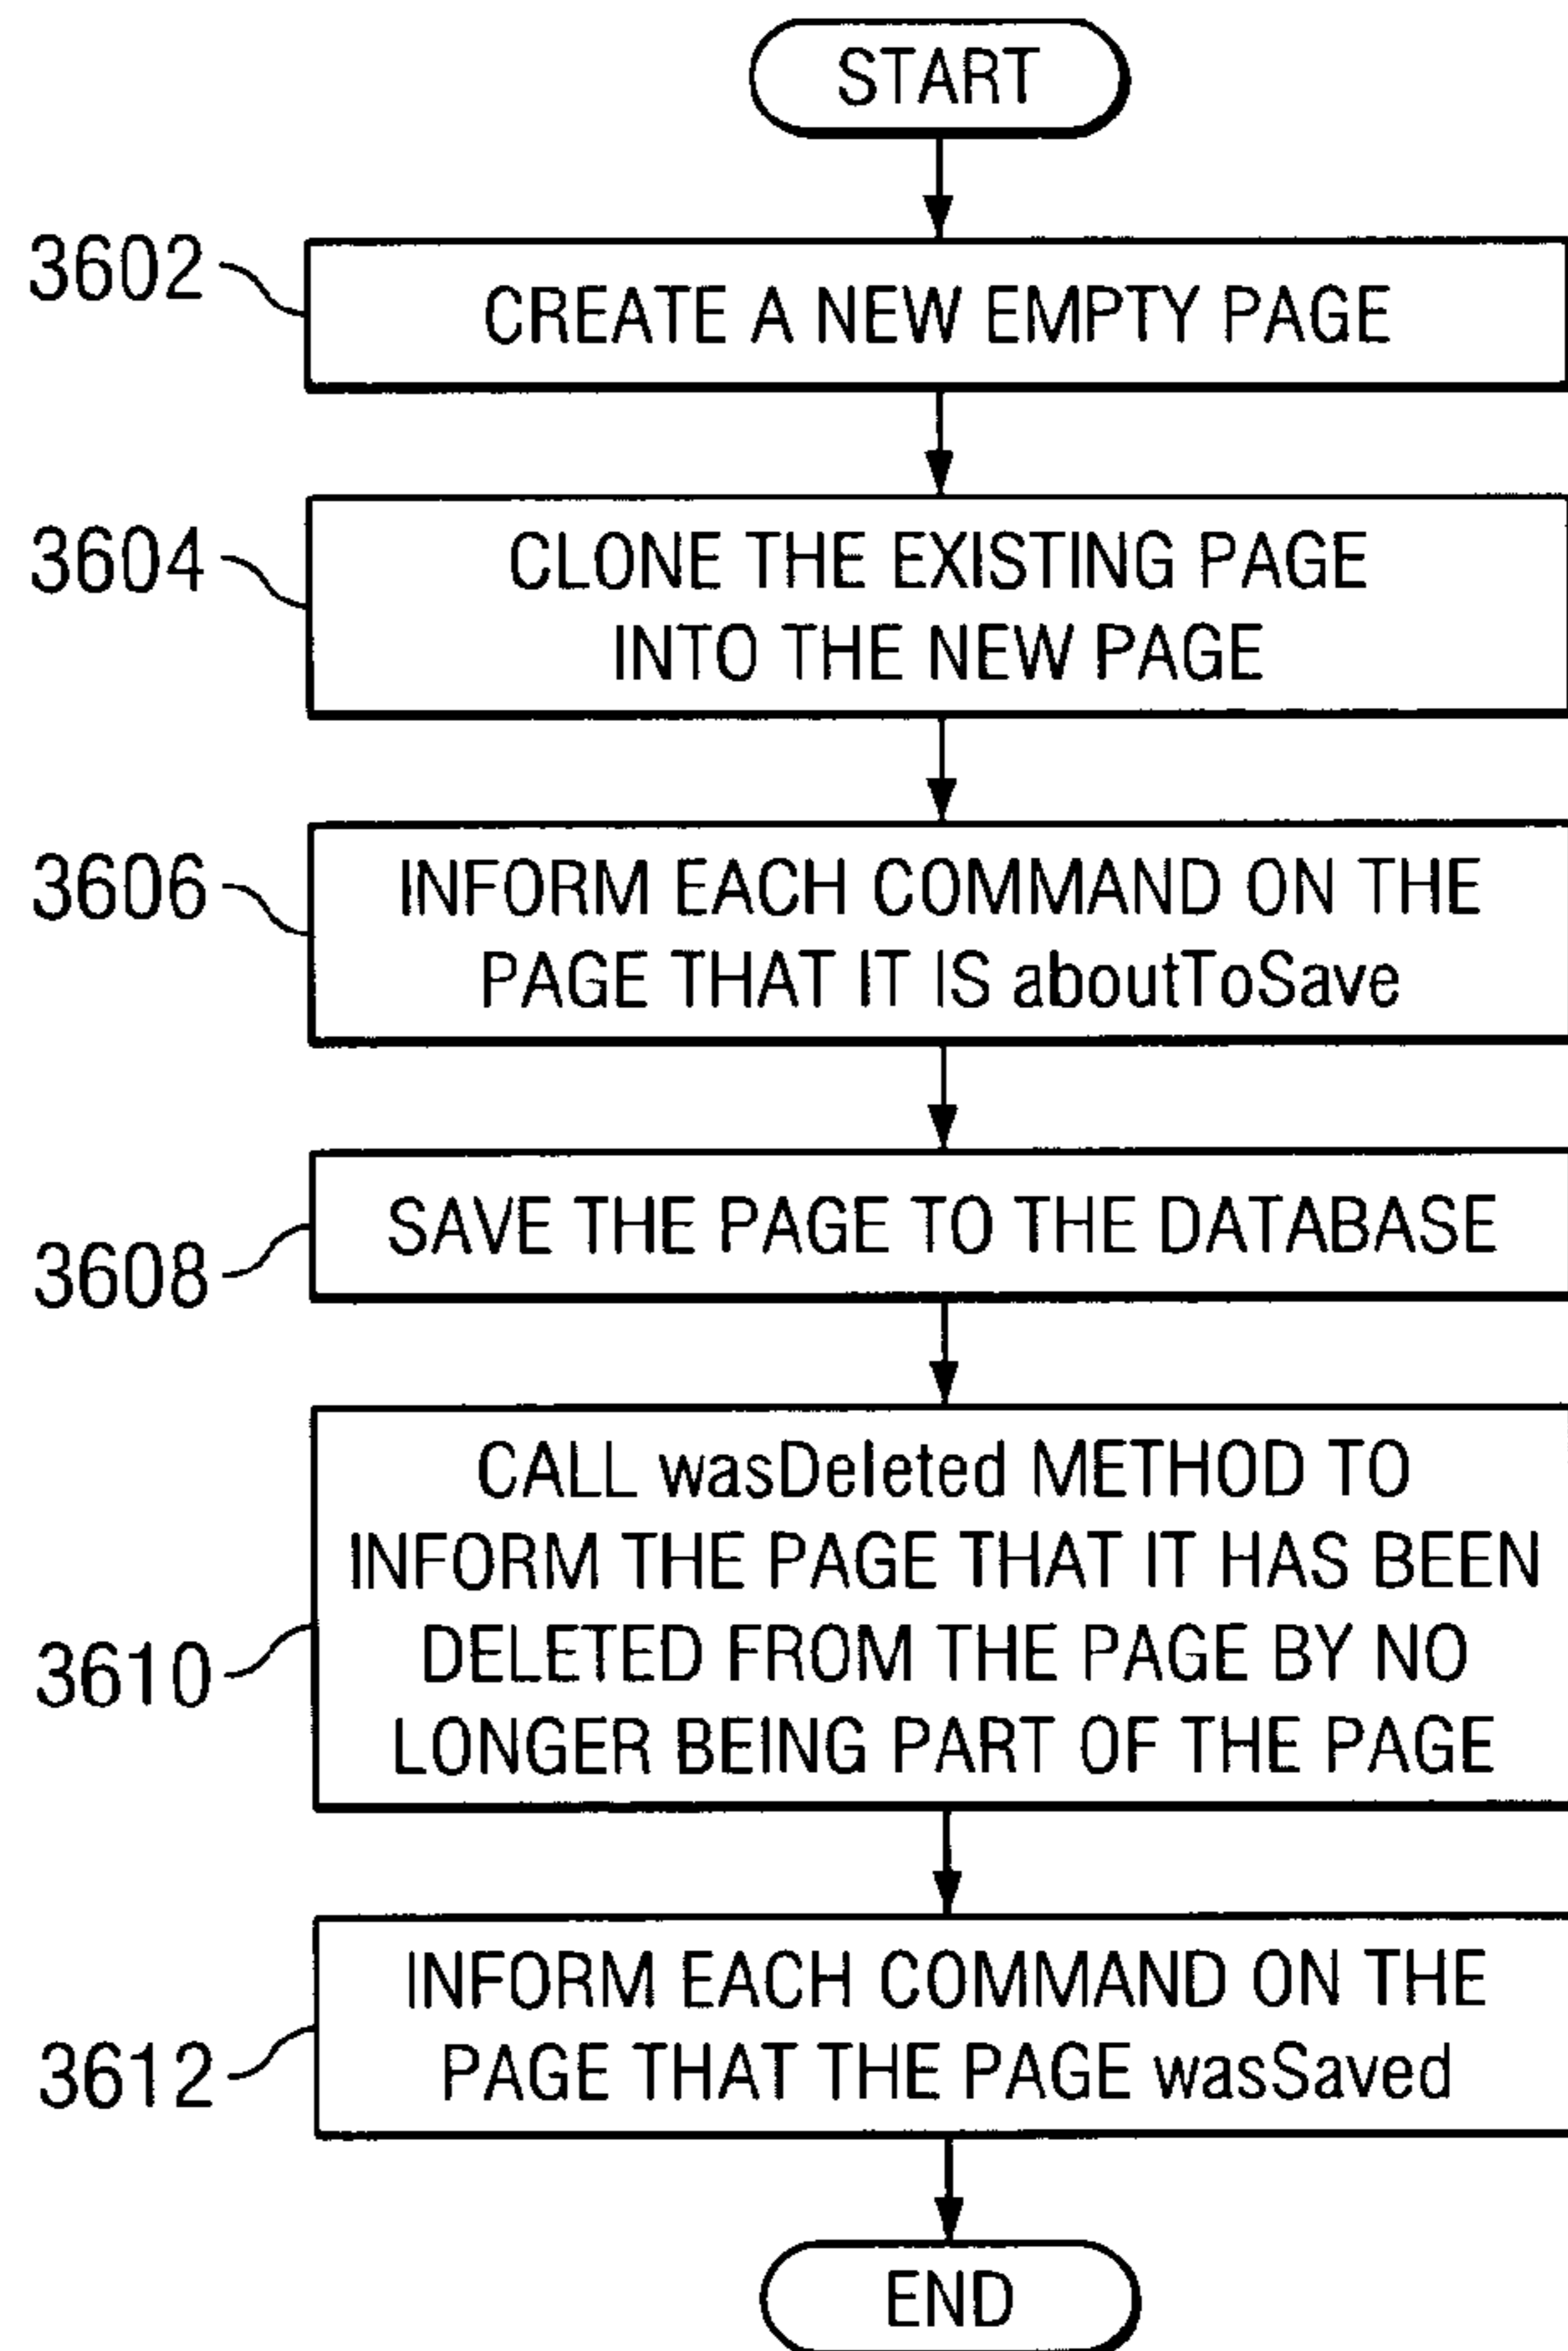 START
3602
CREATE A NEW EMPTY PAGE
3604
CLONE THE EXISTING PAGE
INTO THE NEW PAGE
3606
INFORM EACH COMMAND ON THE
PAGE THAT IT IS aboutToSave
3608
SAVE THE PAGE TO THE DATABASE
3610
CALL wasDeleted METHOD TO
INFORM THE PAGE THAT IT HAS BEEN
DELETED FROM THE PAGE BY NO
LONGER BEING PART OF THE PAGE
3612
INFORM EACH COMMAND ON THE
PAGE THAT THE PAGE wasSaved
END